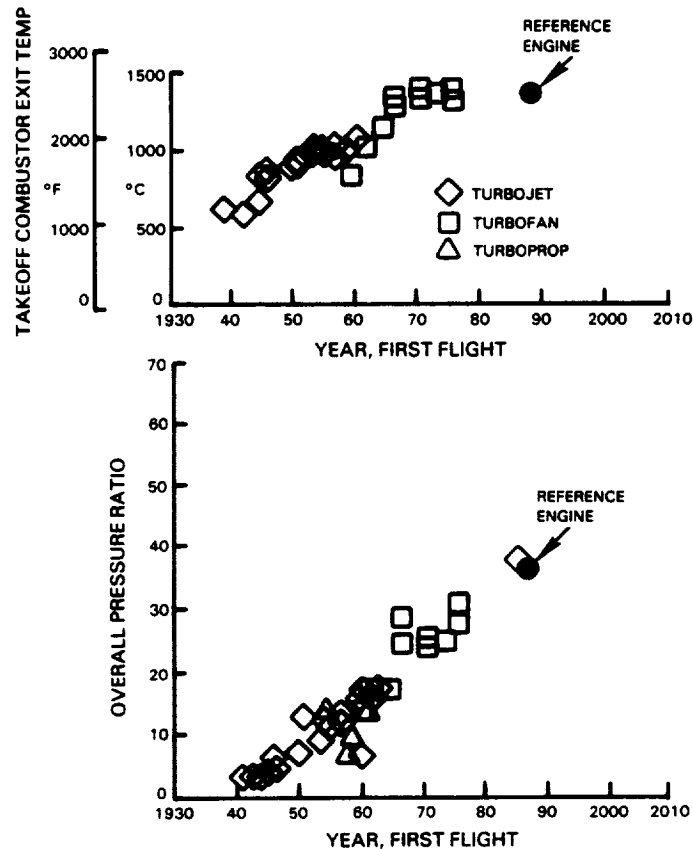 REFERENCE
ENGINE
TAKEOFF COMBUSTOR EXIT TEMP
3000
2000
°F
1000
0
1500
1000
°C
500
0
TURBOJET
TURBOFAN
TURBOPROP
1930 40 50 60 70 80 90 2000 2010
YEAR, FIRST FLIGHT
OVERALL PRESSURE RATIO
70
60
50
40
30
20
10
0
REFERENCE
ENGINE
1930 40 50 60 70 80 90 2000 2010
YEAR, FIRST FLIGHT